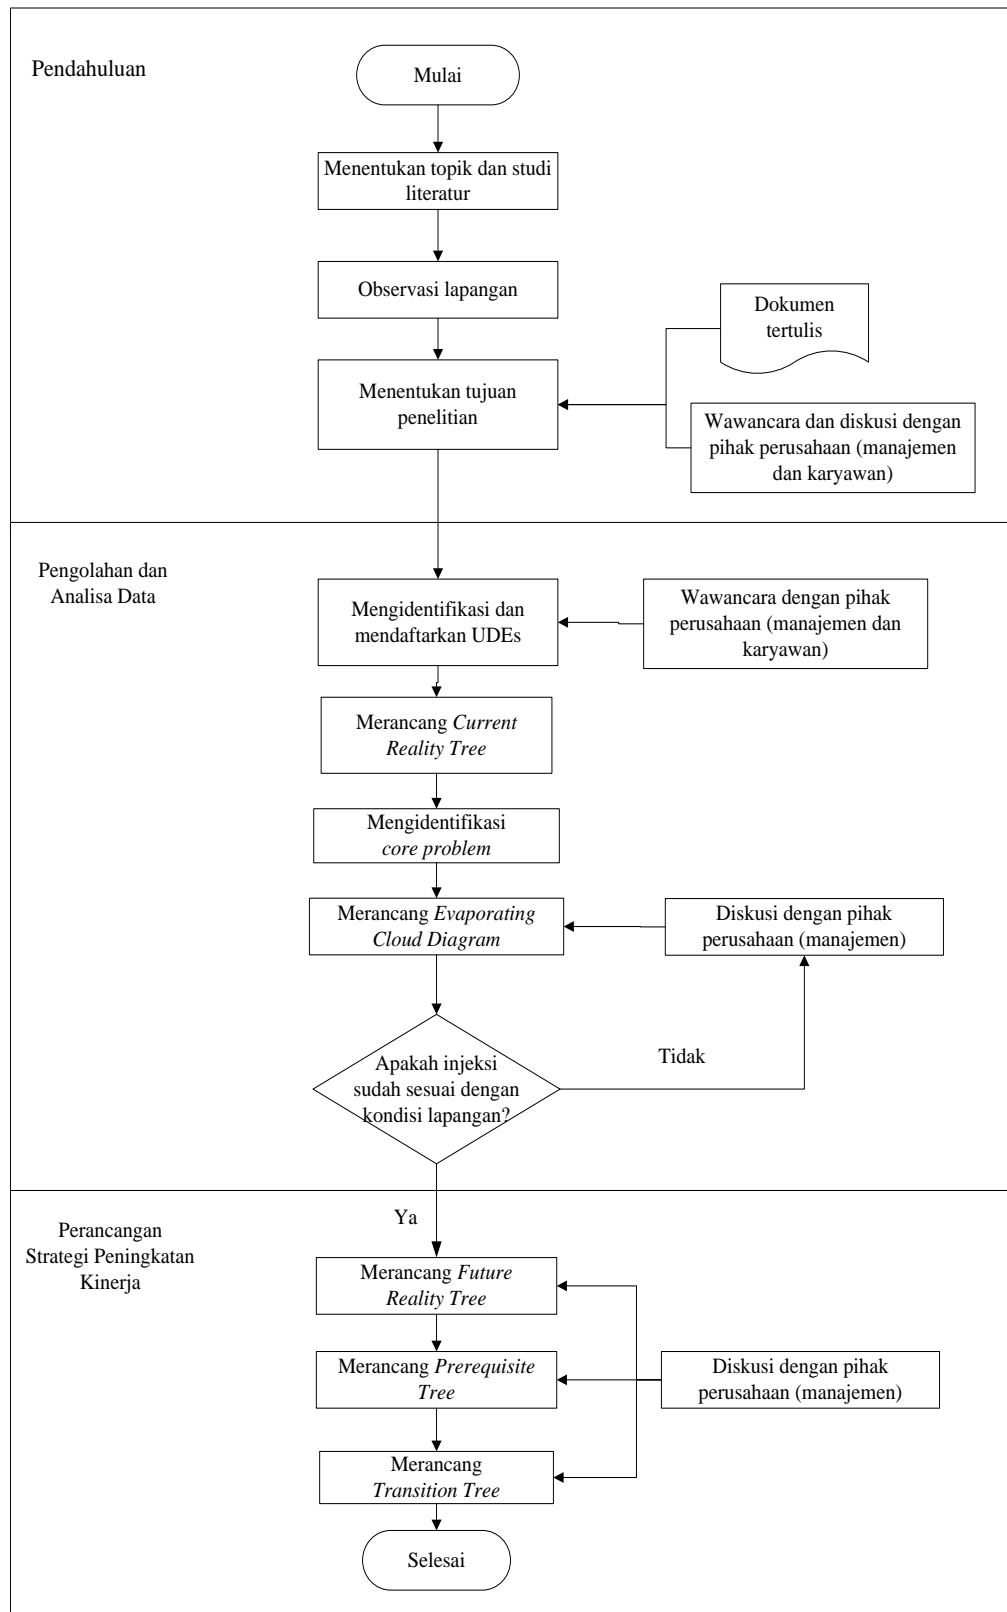 Pendahuluan
Mulai
Menentukan topik dan studi
literatur
Observasi lapangan
Dokumen
tertulis
Menentukan tujuan
penelitian
Wawancara dan diskusi dengan
pihak perusahaan (manajemen
dan karyawan)
Pengolahan dan
Analisa Data
Mengidentifikasi dan
mendaftarkan UDEs
Wawancara dengan pihak
perusahaan (manajemen dan
karyawan)
Merancang Current
Reality Tree
Mengidentifikasi
core problem
Merancang Evaporating
Cloud Diagram
Diskusi dengan pihak
perusahaan (manajemen)
Apakah injeksi
sudah sesuai dengan
kondisi lapangan?
Tidak
Ya
Perancangan
Strategi Peningkatan
Kinerja
Merancang Future
Reality Tree
Merancang Prerequisite
Tree
Diskusi dengan pihak
perusahaan (manajemen)
Merancang
Transition Tree
Selesai